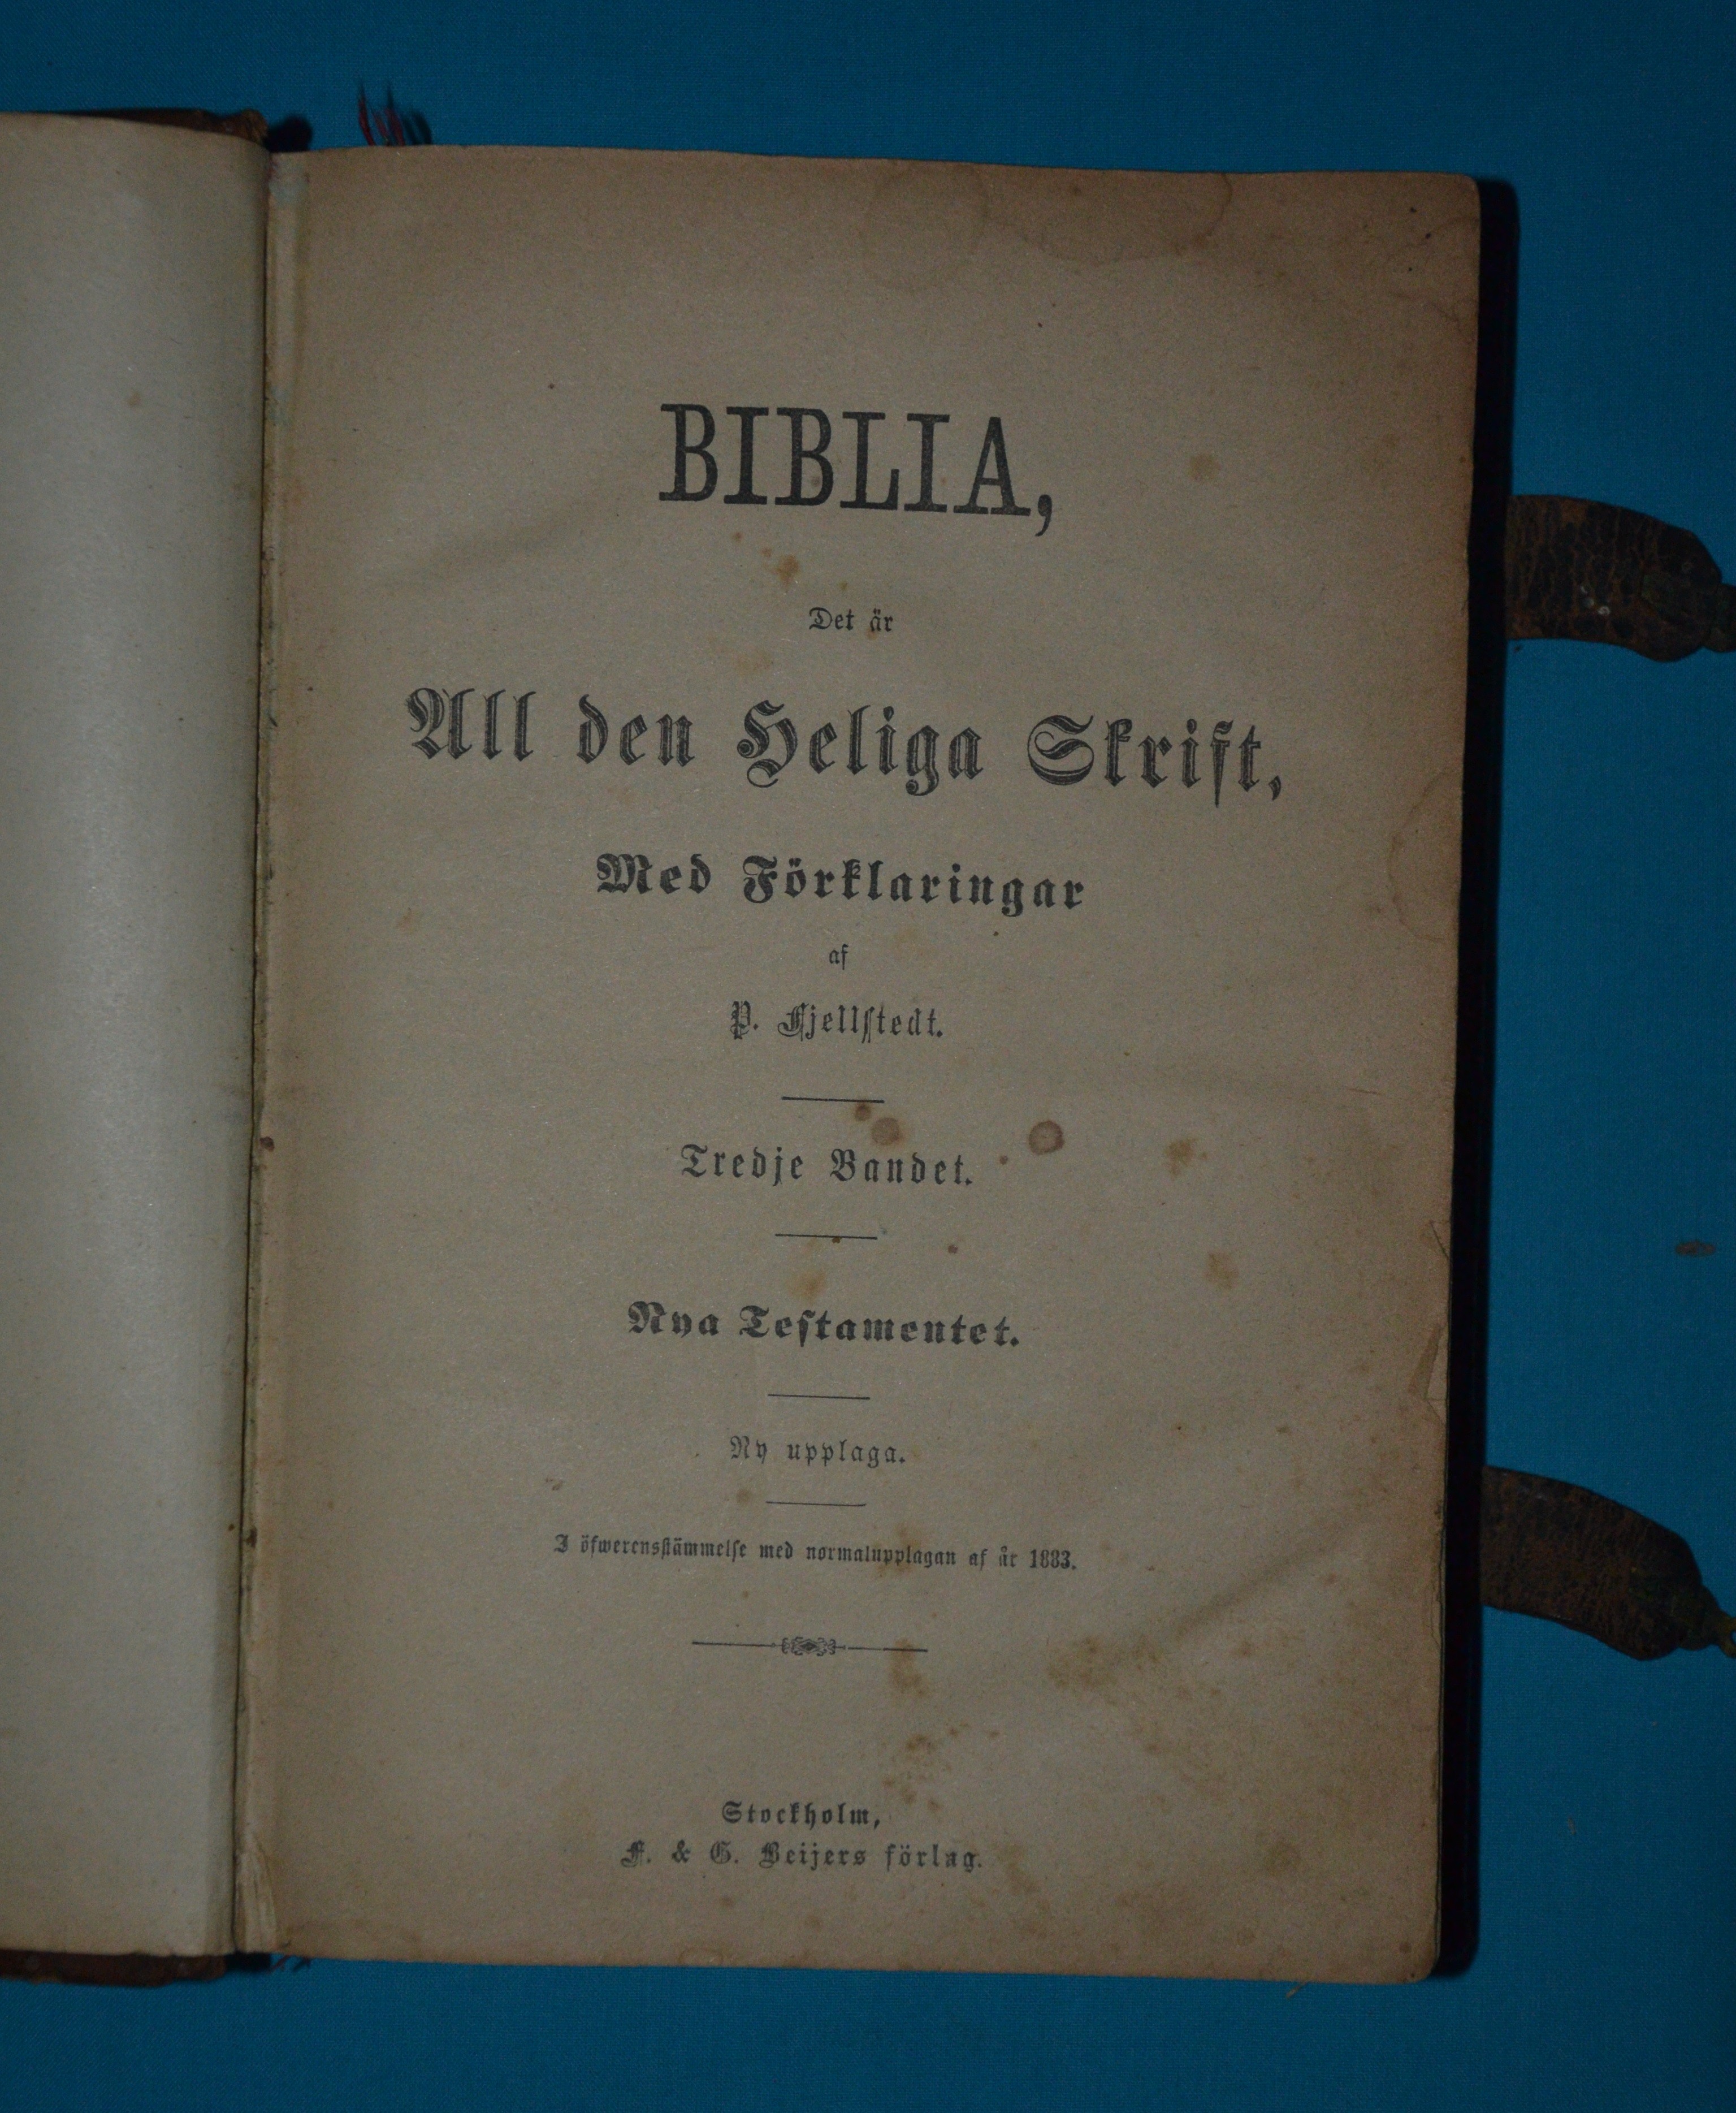 BIBLIA,
Det är
All den Heliga Skrift,
Med Förklaringar
af
P. Fjellstedt.
Tredje Bandet.
Nya Testamentet.
Ny upplaga.
I öfwerensstämmelse med normalupplagan af år 1883.
Stockholm,
F. & G. Beijers förlag.